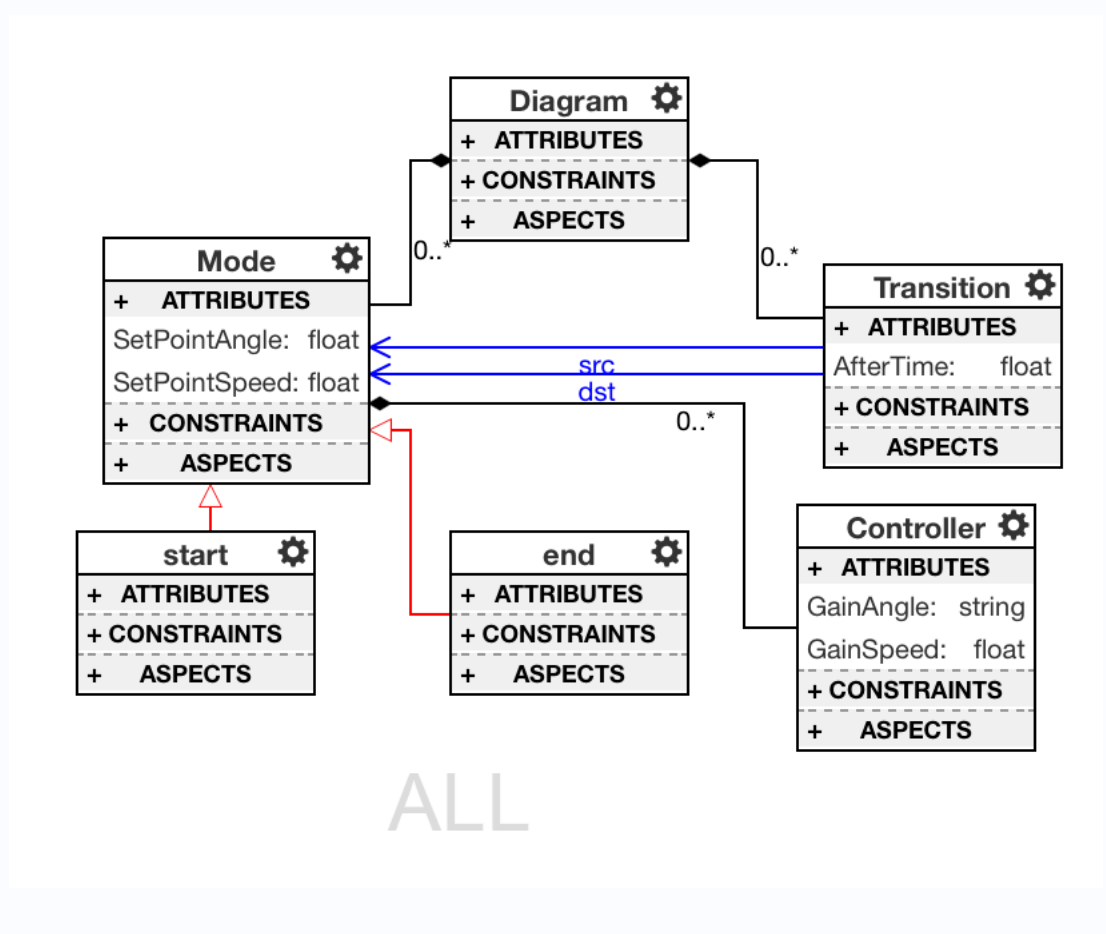 Diagram
+ ATTRIBUTES
+ CONSTRAINTS
+ ASPECTS
0..*
0..*
Mode
+ ATTRIBUTES
SetPointAngle: float
SetPointSpeed: float
+ CONSTRAINTS
+ ASPECTS
Transition
+ ATTRIBUTES
AfterTime: float
+ CONSTRAINTS
+ ASPECTS
src
dst
0..*
start
+ ATTRIBUTES
+ CONSTRAINTS
+ ASPECTS
end
+ ATTRIBUTES
+ CONSTRAINTS
+ ASPECTS
Controller
+ ATTRIBUTES
GainAngle: string
GainSpeed: float
+ CONSTRAINTS
+ ASPECTS
ALL